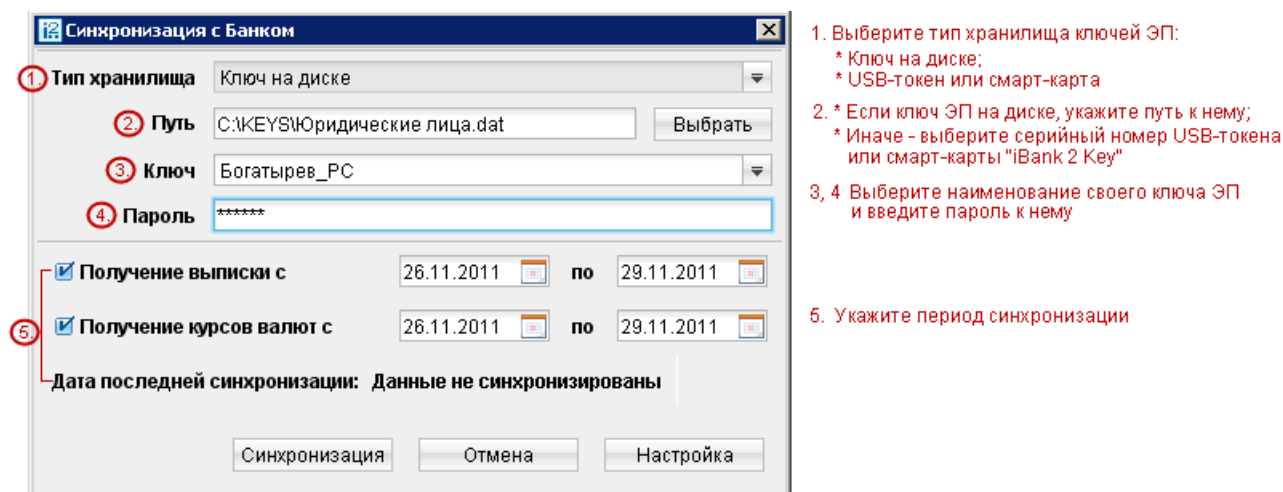 Синхронизация с Банком
1. Тип хранилища Ключ на диске
2. Путь C:\KEYS\Юридические лица.dat Выбрать
3. Ключ Богатырев_РС
4. Пароль ******
5. Получение выписки с 26.11.2011 по 29.11.2011
Получение курсов валют с 26.11.2011 по 29.11.2011
Дата последней синхронизации: Данные не синхронизированы
Синхронизация Отмена Настройка
1. Выберите тип хранилища ключей ЭП:
* Ключ на диске;
* USB-токен или смарт-карта
2. * Если ключ ЭП на диске, укажите путь к нему;
* Иначе - выберите серийный номер USB-токена
или смарт-карты "iBank 2 Key"
3, 4 Выберите наименование своего ключа ЭП
и введите пароль к нему
5. Укажите период синхронизации